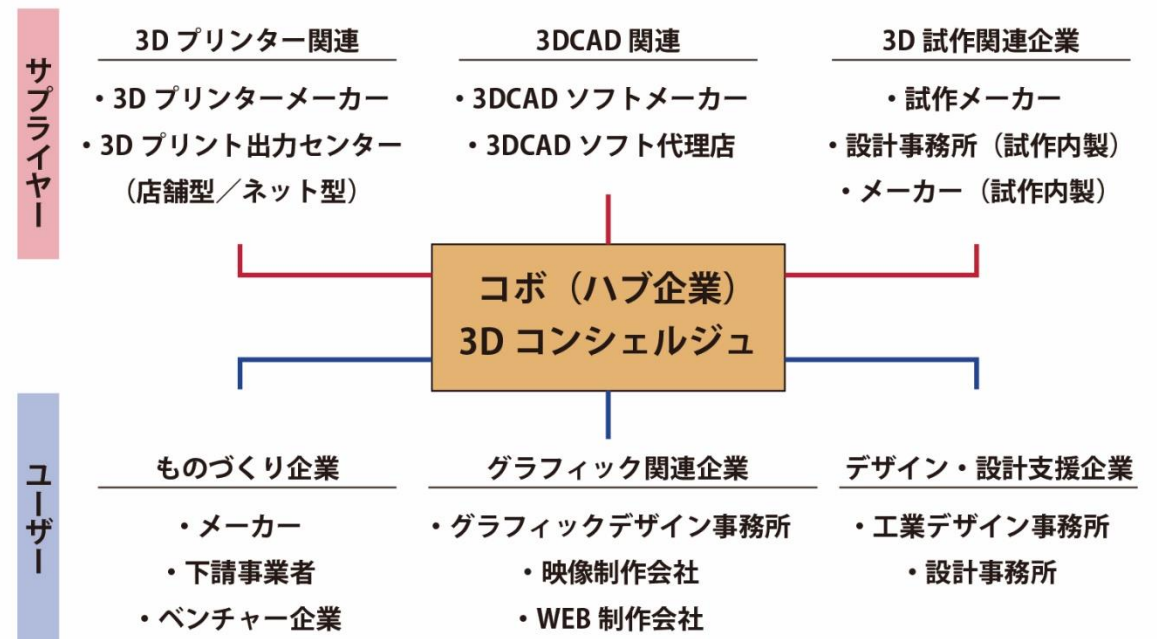 サプライヤー
3D プリンター関連
・3D プリンターメーカー
・3D プリント出力センター
（店舗型／ネット型）
3DCAD 関連
・3DCAD ソフトメーカー
・3DCAD ソフト代理店
3D 試作関連企業
・試作メーカー
・設計事務所（試作内製）
・メーカー（試作内製）
コボ（ハブ企業）
3D コンシェルジュ
ユーザー
ものづくり企業
・メーカー
・下請事業者
・ベンチャー企業
グラフィック関連企業
・グラフィックデザイン事務所
・映像制作会社
・WEB 制作会社
デザイン・設計支援企業
・工業デザイン事務所
・設計事務所